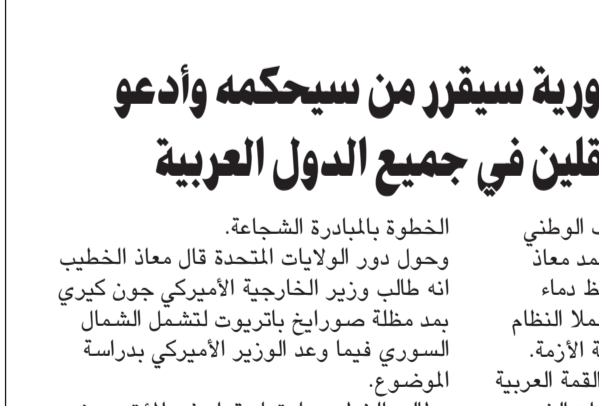 سيقرر من سيحكمه وأدعو
في جميع الدول العربية
الوطني
معاذ
دماء
النظام
الأزمة.
القمة العربية
الخطوة بالمبادرة الشجاعة.
وحول دور الولايات المتحدة قال معاذ الخطيب
انه طالب وزير الخارجية الأميركي جون كيري
بمد مظلة صورايخ باتريوت لتشمل الشمال
السوري فيما وعد الوزير الأميركي بدراسة
الموضوع.